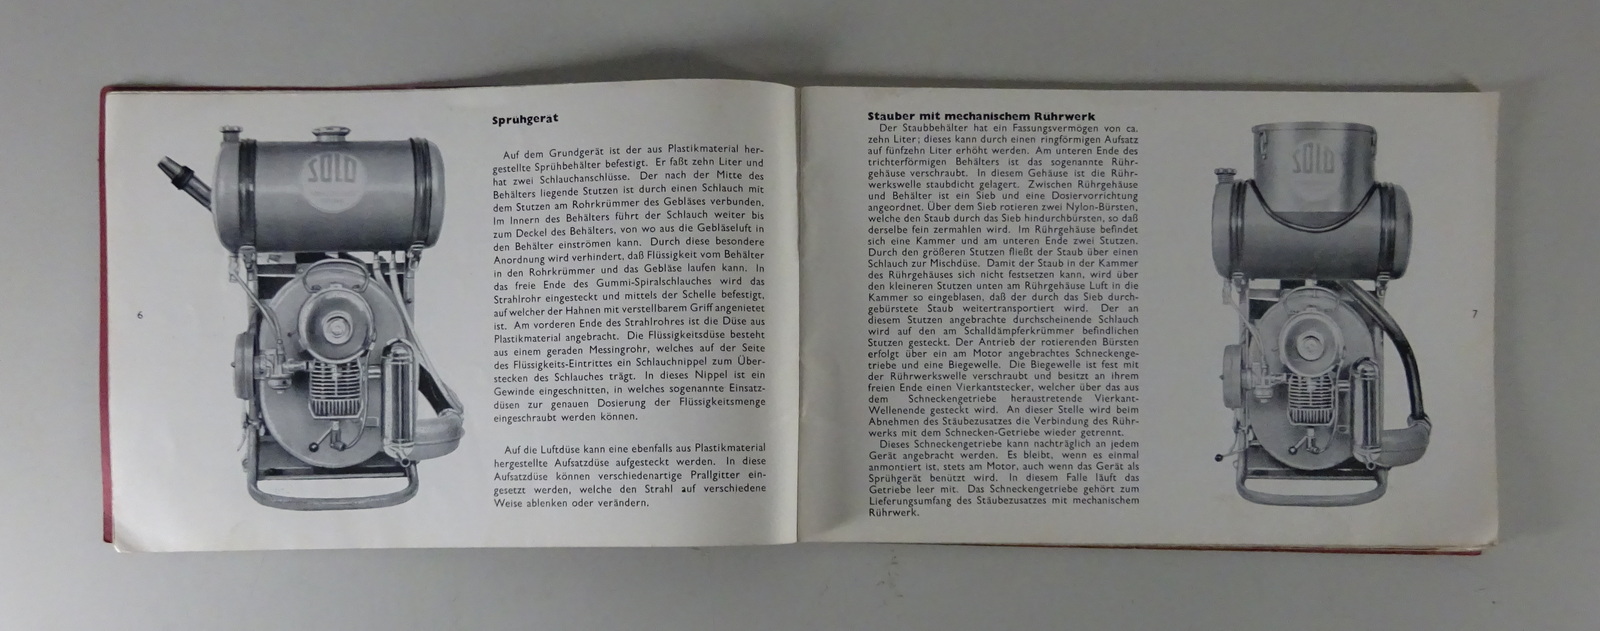 SOLO
6
Sprühgerät
Auf dem Grundgerät ist der aus Plastikmaterial her-
gestellte Sprühbehälter befestigt. Er faßt zehn Liter und
hat zwei Schlauchanschlüsse. Der nach der Mitte des
Behälters liegende Stutzen ist durch einen Schlauch mit
dem Stutzen am Rohrkrümmer des Gebläses verbunden.
Im Innern des Behälters führt der Schlauch weiter bis
zum Deckel des Behälters, von wo aus die Gebläseluft in
den Behälter einströmen kann. Durch diese besondere
Anordnung wird verhindert, daß Flüssigkeit vom Behälter
in den Rohrkrümmer und das Gebläse laufen kann. In
das freie Ende des Gummi-Spiralschlauches wird das
Strahlrohr eingesteckt und mittels der Schelle befestigt,
auf welcher der Hahnen mit verstellbarem Griff angenietet
ist. Am vorderen Ende des Strahlrohres ist die Düse aus
Plastikmaterial angebracht. Die Flüssigkeitsdüse besteht
aus einem geraden Messingrohr, welches auf der Seite
des Flüssigkeits-Eintrittes ein Schlauchnippel zum Über-
stecken des Schlauches trägt. In dieses Nippel ist ein
Gewinde eingeschnitten, in welches sogenannte Einsatz-
düsen zur genauen Dosierung der Flüssigkeitsmenge
eingeschraubt werden können.
Auf die Luftdüse kann eine ebenfalls aus Plastikmaterial
hergestellte Aufsatzdüse aufgesteckt werden. In diese
Aufsatzdüse können verschiedenartige Prallgitter ein-
gesetzt werden, welche den Strahl auf verschiedene
Weise ablenken oder verändern.
Stäuber mit mechanischem Rührwerk
Der Staubbehälter hat ein Fassungsvermögen von ca.
zehn Liter; dieses kann durch einen ringförmigen Aufsatz
auf fünfzehn Liter erhöht werden. Am unteren Ende des
trichterförmigen Behälters ist das sogenannte Rühr-
gehäuse verschraubt. In diesem Gehäuse ist die Rühr-
werkswelle staubdicht gelagert. Zwischen Rührgehäuse
und Behälter ist ein Sieb und eine Dosiervorrichtung
angeordnet. Über dem Sieb rotieren zwei Nylon-Bürsten,
welche den Staub durch das Sieb hindurchbürsten, so daß
derselbe fein zermahlen wird. Im Rührgehäuse befindet
sich eine Kammer und am unteren Ende zwei Stutzen.
Durch den größeren Stutzen fließt der Staub über einen
Schlauch zur Mischdüse. Damit der Staub in der Kammer
des Rührgehäuses sich nicht festsetzen kann, wird über
den kleineren Stutzen unten am Rührgehäuse Luft in die
Kammer so eingeblasen, daß der durch das Sieb durch-
gebürstete Staub weitertransportiert wird. Der an
diesem Stutzen angebrachte durchscheinende Schlauch
wird auf den am Schalldämpferkrümmer befindlichen
Stutzen gesteckt. Der Antrieb der rotierenden Bürsten
erfolgt über ein am Motor angebrachtes Schneckenge-
triebe und eine Biegewelle. Die Biegewelle ist fest mit
der Rührwerkswelle verschraubt und besitzt an ihrem
freien Ende einen Vierkantstecker, welcher über das aus
dem Schneckengetriebe heraustretende Vierkant-
Wellenende gesteckt wird. An dieser Stelle wird beim
Abnehmen des Stäubezusatzes die Verbindung des Rühr-
werks mit dem Schnecken-Getriebe wieder getrennt.
Dieses Schneckengetriebe kann nachträglich an jedem
Gerät angebracht werden. Es bleibt, wenn es einmal
anmontiert ist, stets am Motor, auch wenn das Gerät als
Sprühgerät benützt wird. In diesem Falle läuft das
Getriebe leer mit. Das Schneckengetriebe gehört zum
Lieferungsumfang des Stäubezusatzes mit mechanischem
Rührwerk.
SOLO
7